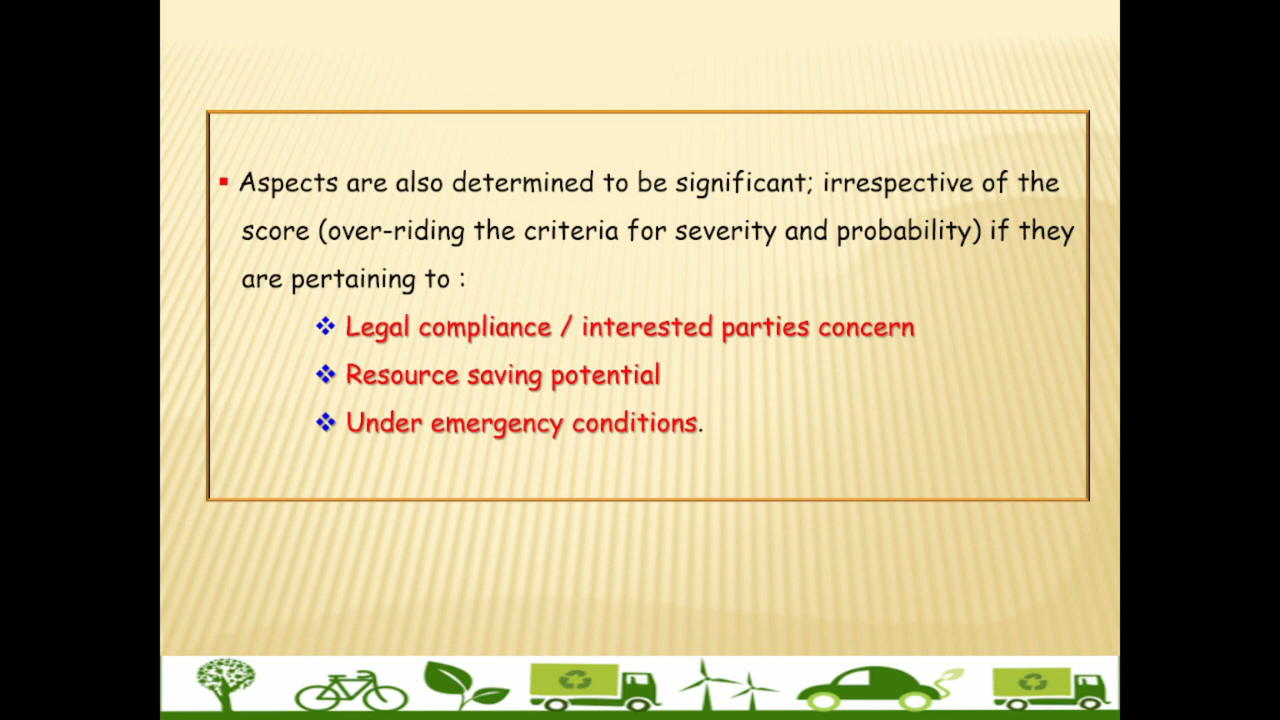 ▪ Aspects are also determined to be significant; irrespective of the
score (over-riding the criteria for severity and probability) if they
are pertaining to :
❖ Legal compliance / interested parties concern
❖ Resource saving potential
❖ Under emergency conditions.